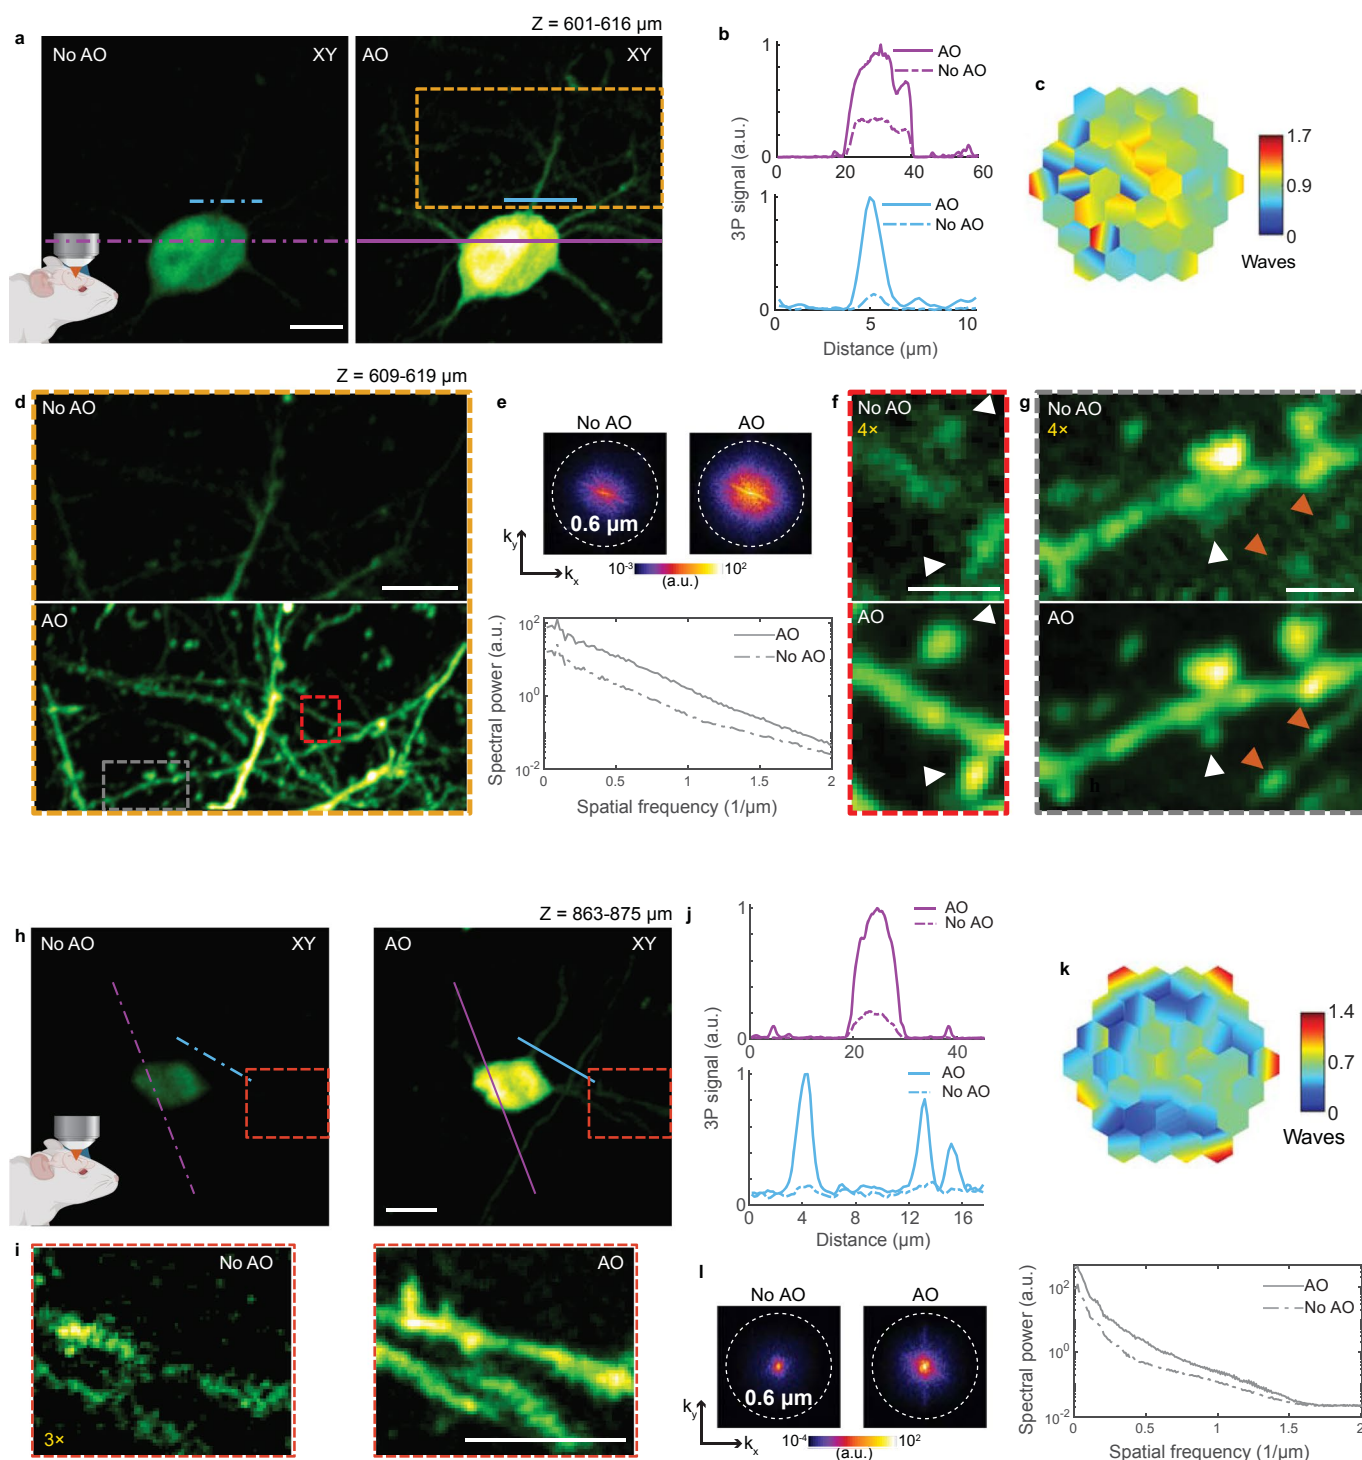 Z = 601-616 µm
a
No AO
XY
AO
XY
b
1
AO
No AO
0
0
20
40
60
1
AO
No AO
0
0
5
10
3P signal (a.u.)
Distance (µm)
c
1.7
0.9
0
Waves
Z = 609-619 µm
d
No AO
AO
e
No AO
AO
0.6 µm
ky
kx
10-3
102
(a.u.)
Spectral power (a.u.)
102
100
10-2
AO
No AO
0
0.5
1
1.5
2
Spatial frequency (1/µm)
f
No AO
4×
AO
g
No AO
4×
AO
h
Z = 863-875 µm
h
No AO
XY
AO
XY
j
1
AO
No AO
0
0
20
40
1
AO
No AO
0
0
4
8
12
16
3P signal (a.u.)
Distance (µm)
k
1.4
0.7
0
Waves
i
No AO
3×
AO
l
No AO
AO
0.6 µm
ky
kx
10-4
102
(a.u.)
Spectral power (a.u.)
102
100
10-2
AO
No AO
0
0.5
1
1.5
2
Spatial frequency (1/µm)